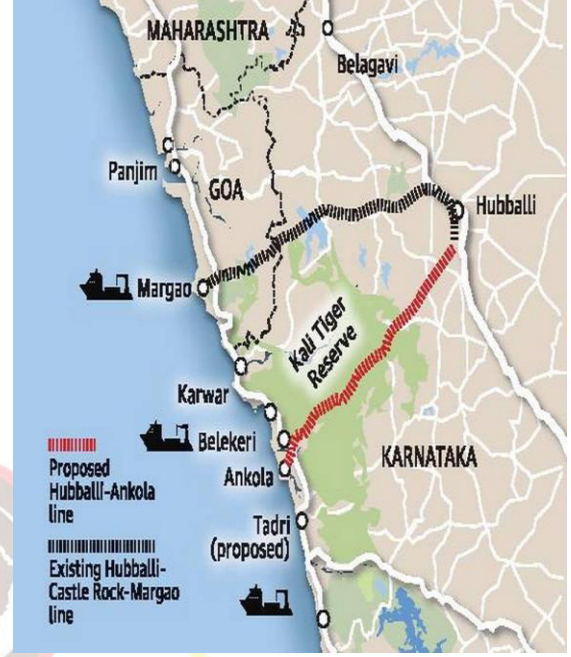 MAHARASHTRA
Belagavi
Panjim
GOA
Hubballi
Margao
Kali Tiger
Reserve
Karwar
Belekeri
Ankola
KARNATAKA
Tadri
(proposed)
Proposed
Hubballi-Ankola
line
Existing Hubballi-
Castle Rock-Margao
line